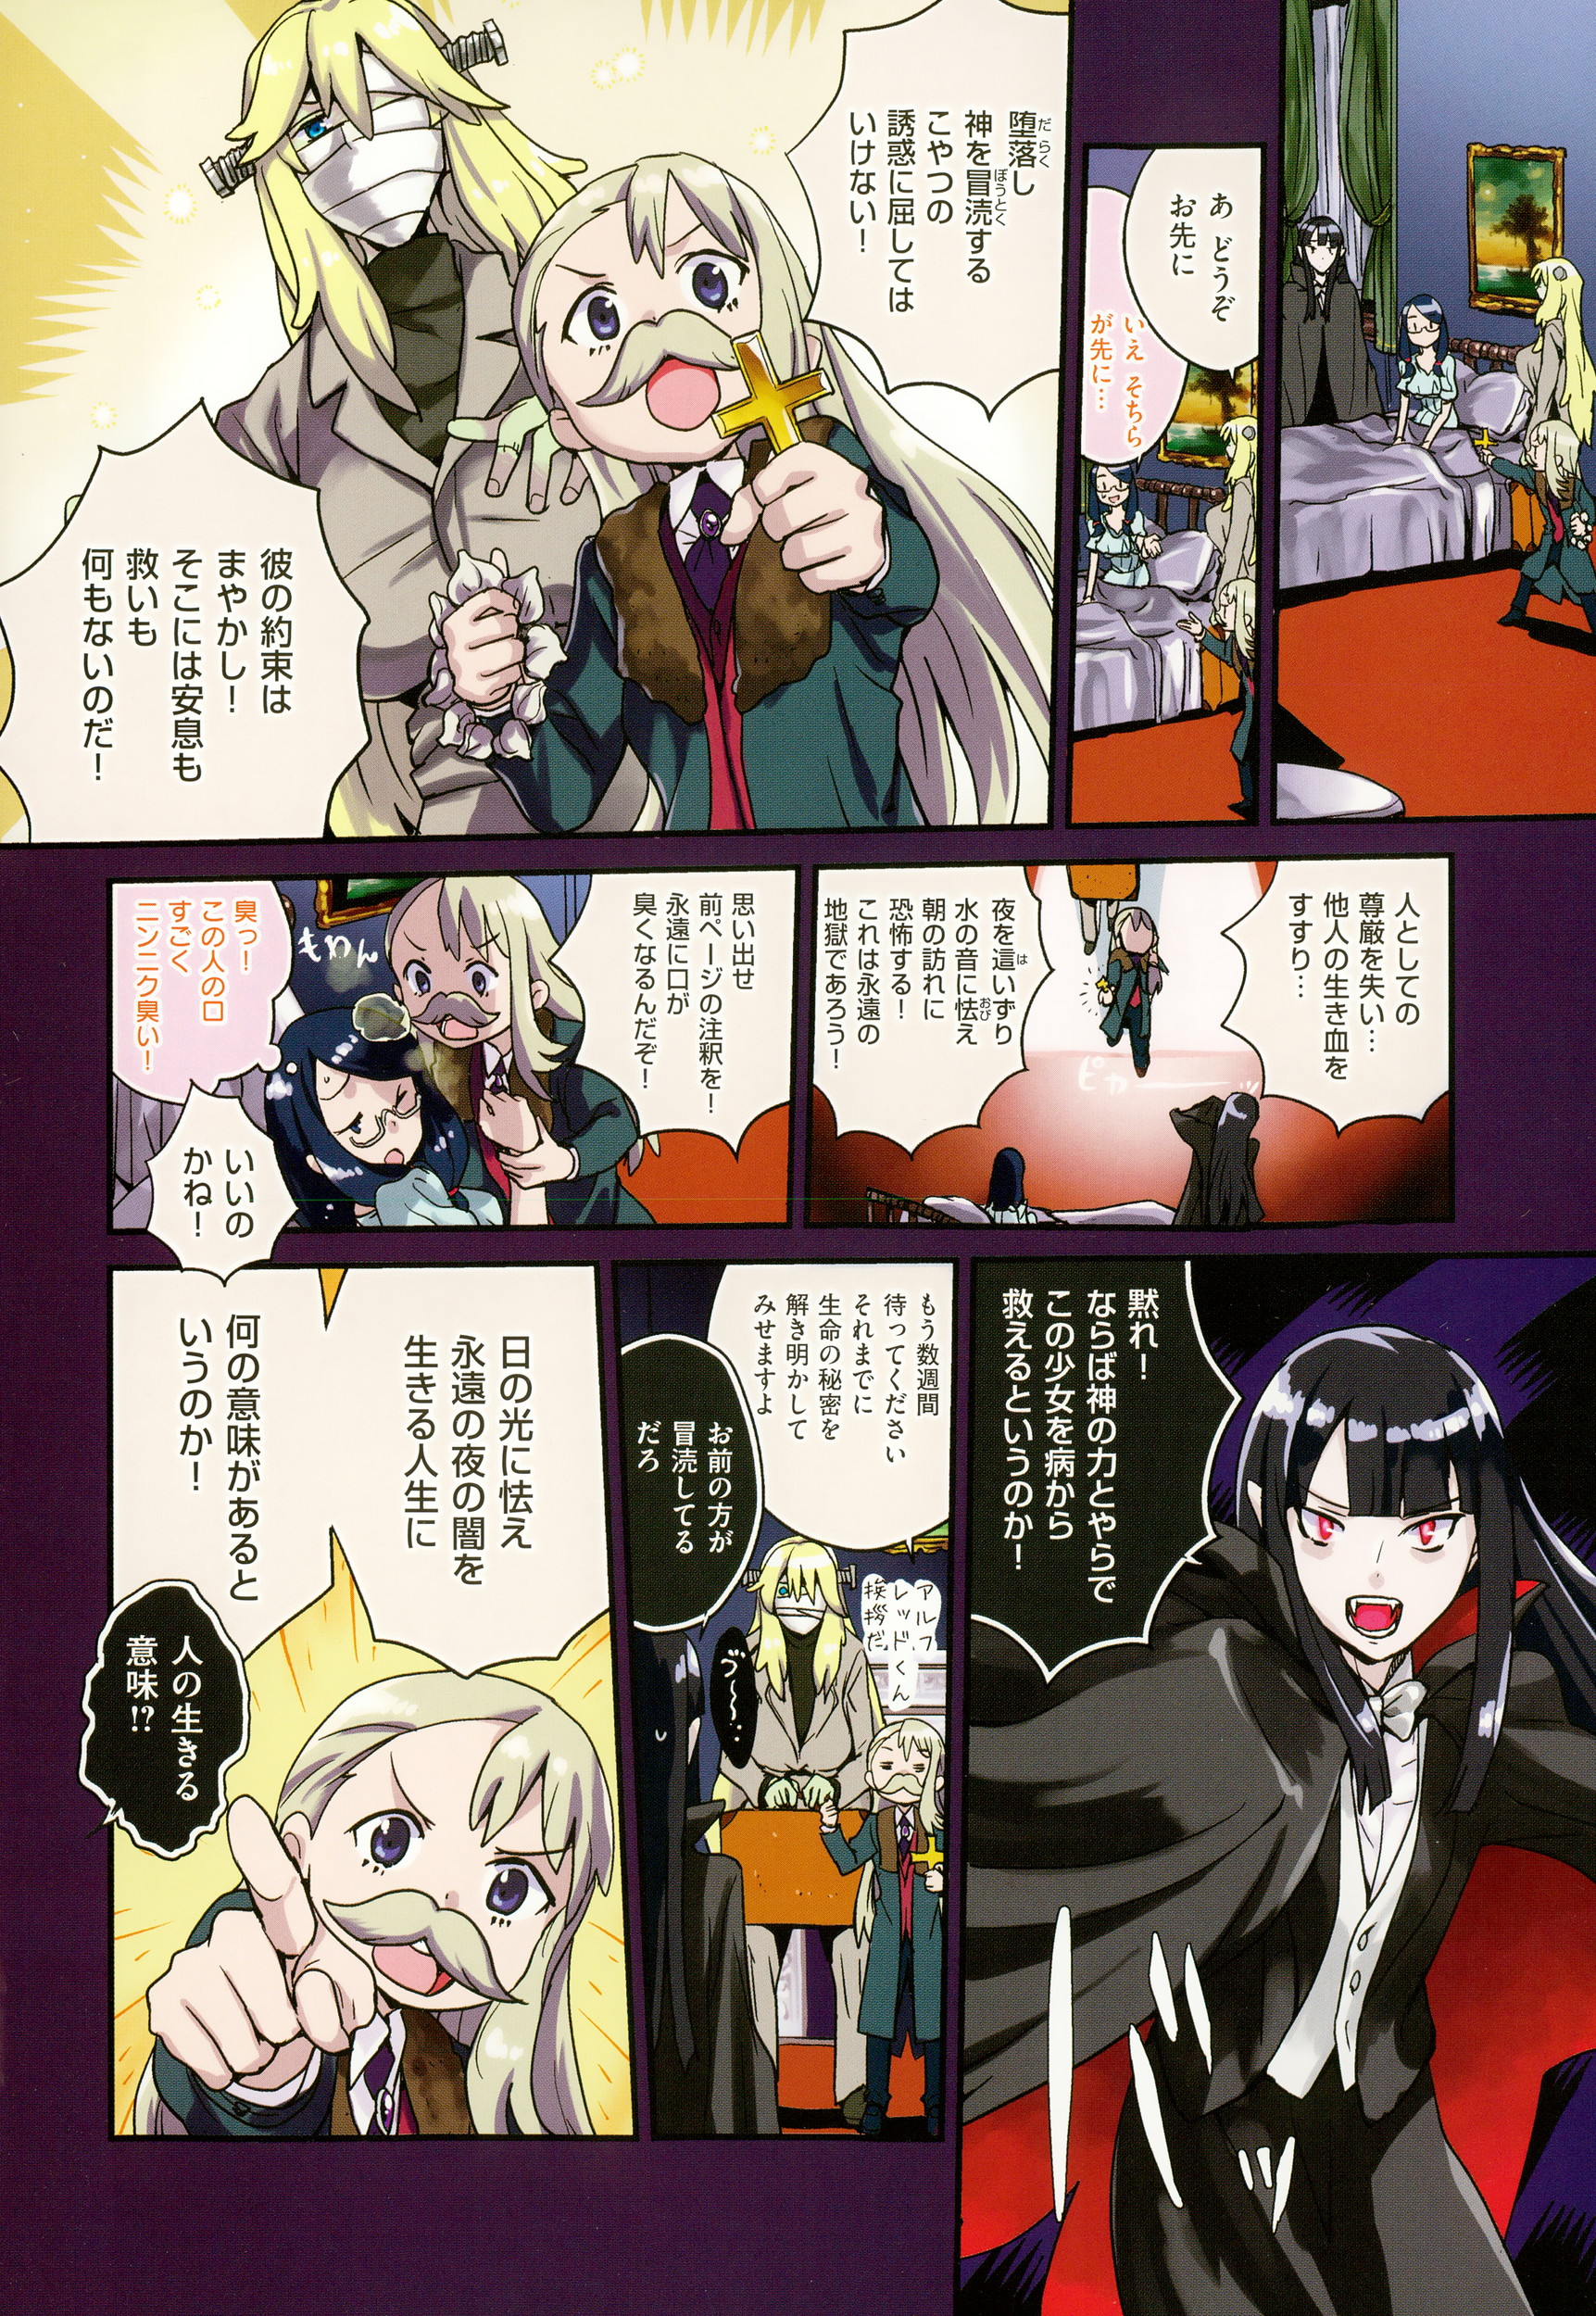 あ どうぞ
お先に
いえ そちら
が先に…
堕落し
神を冒涜する
こやつの
誘惑に屈しては
いけない！
彼の約束は
まやかし！
そこには安息も
救いも
何もないのだ！
人としての
尊厳を失い…
他人の生き血を
すすり…
夜を這いずり
水の音に怯え
朝の訪れに
恐怖する！
これは永遠の
地獄であろう！
ピカーーッ
思い出せ
前ページの注釈を！
永遠に口が
臭くなるんだぞ！
もわん
臭っ！
この人の口
すごく
ニンニク臭い！
いいの
かね！
黙れ！
ならば神の力とやらで
この少女を病から
救えるというのか！
もう数週間
待ってください
それまでに
生命の秘密を
解き明かして
みせますよ
お前の方が
冒涜してる
だろ
アルフ
レッドくん
挨拶だ
ヴ〜〜‥
日の光に怯え
永遠の夜の闇を
生きる人生に
何の意味があると
いうのか！
人の生きる
意味!?